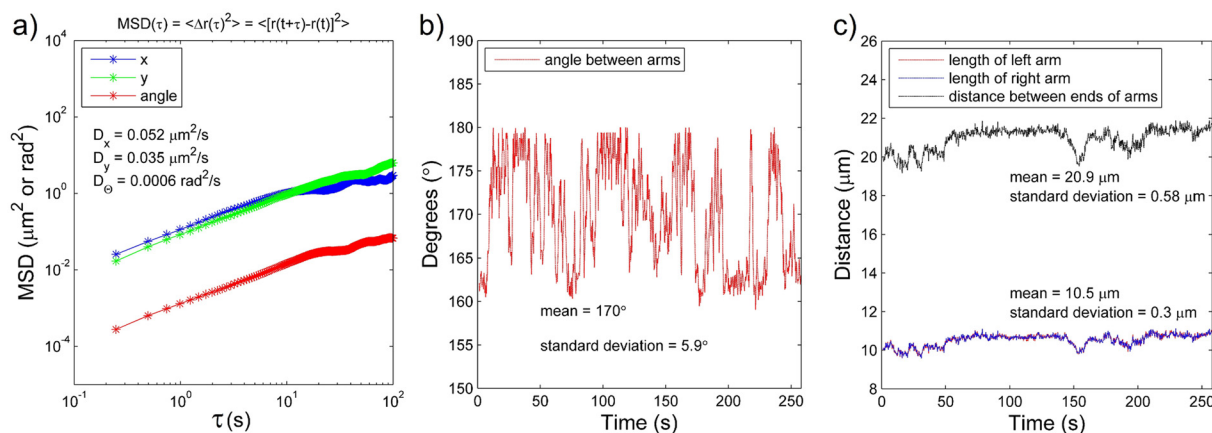 a)
MSD(τ) = <Δr(τ)²> = <[r(t+τ)-r(t)]²>
x
y
angle
D_x = 0.052 μm²/s
D_y = 0.035 μm²/s
D_Θ = 0.0006 rad²/s
MSD (μm² or rad²)
10⁴
10²
10⁰
10⁻²
10⁻⁴
10⁻¹
10⁰
10¹
10²
τ(s)
b)
angle between arms
Degrees (°)
190
185
180
175
170
165
160
155
150
mean = 170°
standard deviation = 5.9°
0
50
100
150
200
250
Time (s)
c)
length of left arm
length of right arm
distance between ends of arms
Distance (μm)
26
24
22
20
18
16
14
12
10
8
mean = 20.9 μm
standard deviation = 0.58 μm
mean = 10.5 μm
standard deviation = 0.3 μm
0
50
100
150
200
250
Time (s)